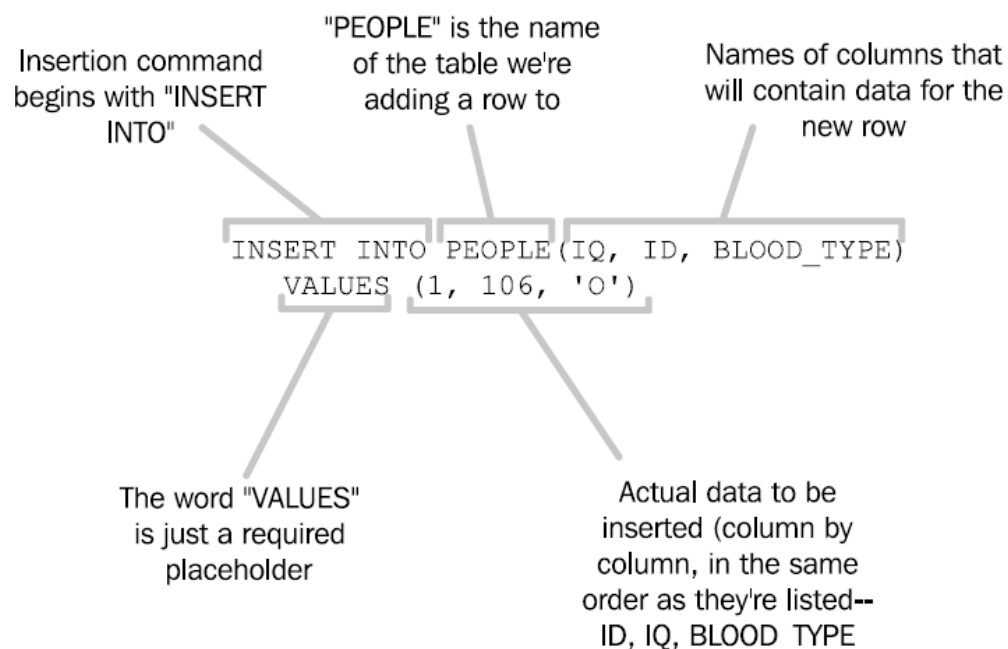 Insertion command
begins with "INSERT
INTO"
"PEOPLE" is the name
of the table we're
adding a row to
Names of columns that
will contain data for the
new row
INSERT INTO PEOPLE(IQ, ID, BLOOD_TYPE)
VALUES (1, 106, 'O')
The word "VALUES"
is just a required
placeholder
Actual data to be
inserted (column by
column, in the same
order as they're listed--
ID, IQ, BLOOD_TYPE